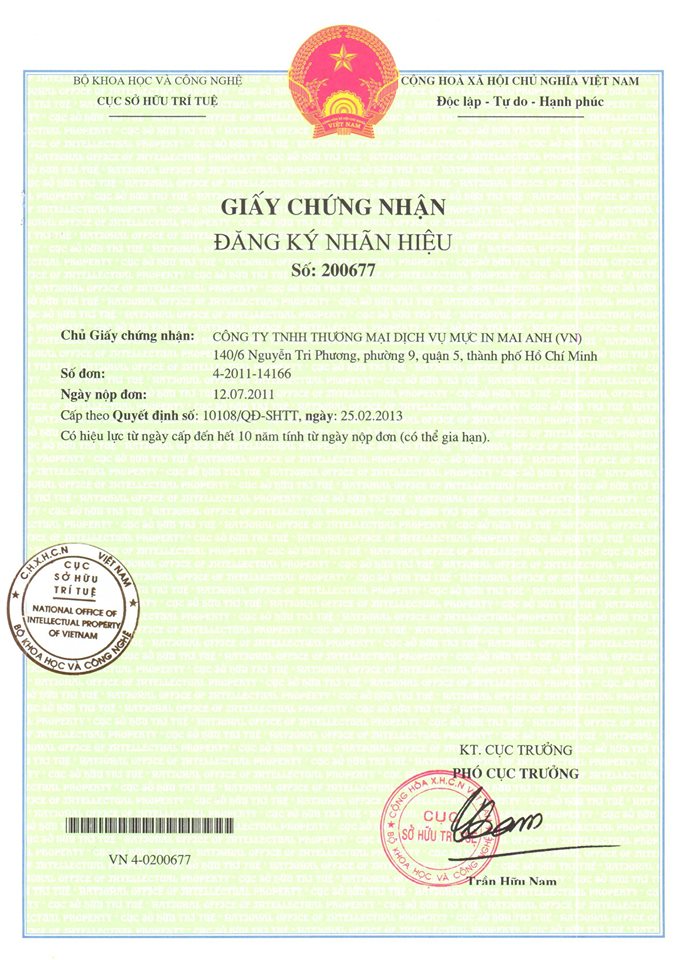 BỘ KHOA HỌC VÀ CÔNG NGHỆ
CỤC SỞ HỮU TRÍ TUỆ
CỘNG HOÀ XÃ HỘI CHỦ NGHĨA VIỆT NAM
Độc lập - Tự do - Hạnh phúc
VIỆT NAM
GIẤY CHỨNG NHẬN
ĐĂNG KÝ NHÃN HIỆU
Số: 200677
Chủ Giấy chứng nhận: CÔNG TY TNHH THƯƠNG MẠI DỊCH VỤ MỰC IN MAI ANH (VN)
140/6 Nguyễn Tri Phương, phường 9, quận 5, thành phố Hồ Chí Minh
Số đơn: 4-2011-14166
Ngày nộp đơn: 12.07.2011
Cấp theo Quyết định số: 10108/QĐ-SHTT, ngày: 25.02.2013
Có hiệu lực từ ngày cấp đến hết 10 năm tính từ ngày nộp đơn (có thể gia hạn).
C.H.X.H.C.N VIỆT NAM
CỤC
SỞ HỮU
TRÍ TUỆ
NATIONAL OFFICE OF
INTELLECTUAL PROPERTY
OF VIETNAM
BỘ KHOA HỌC VÀ CÔNG NGHỆ
KT. CỤC TRƯỞNG
PHÓ CỤC TRƯỞNG
CỘNG HÒA X.H.C.N VIỆT
CỤC
SỞ HỮU TRÍ TUỆ
BỘ KHOA HỌC VÀ CÔNG NGHỆ
Trần Hữu Nam
VN 4-0200677